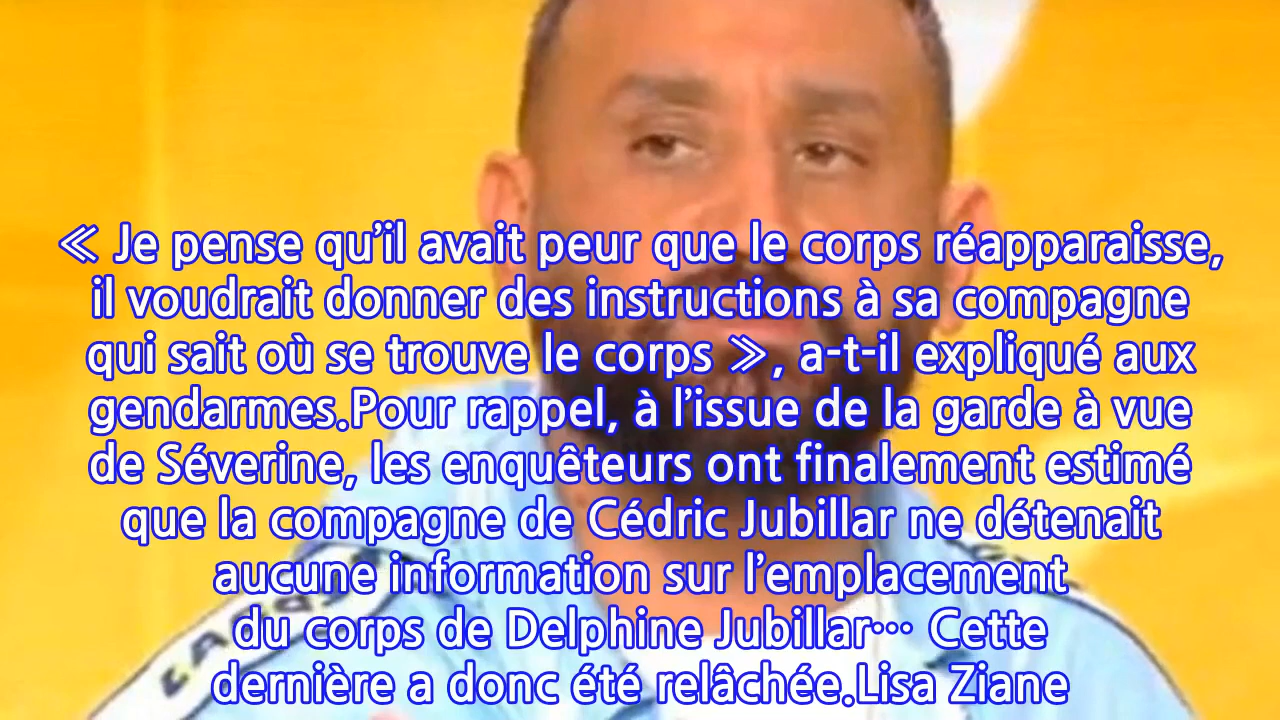 ≪ Je pense qu’il avait peur que le corps réapparaisse,
il voudrait donner des instructions à sa compagne
qui sait où se trouve le corps ≫, a-t-il expliqué aux
gendarmes.Pour rappel, à l’issue de la garde à vue
de Séverine, les enquêteurs ont finalement estimé
que la compagne de Cédric Jubillar ne détenait
aucune information sur l’emplacement
du corps de Delphine Jubillar… Cette
dernière a donc été relâchée.Lisa Ziane